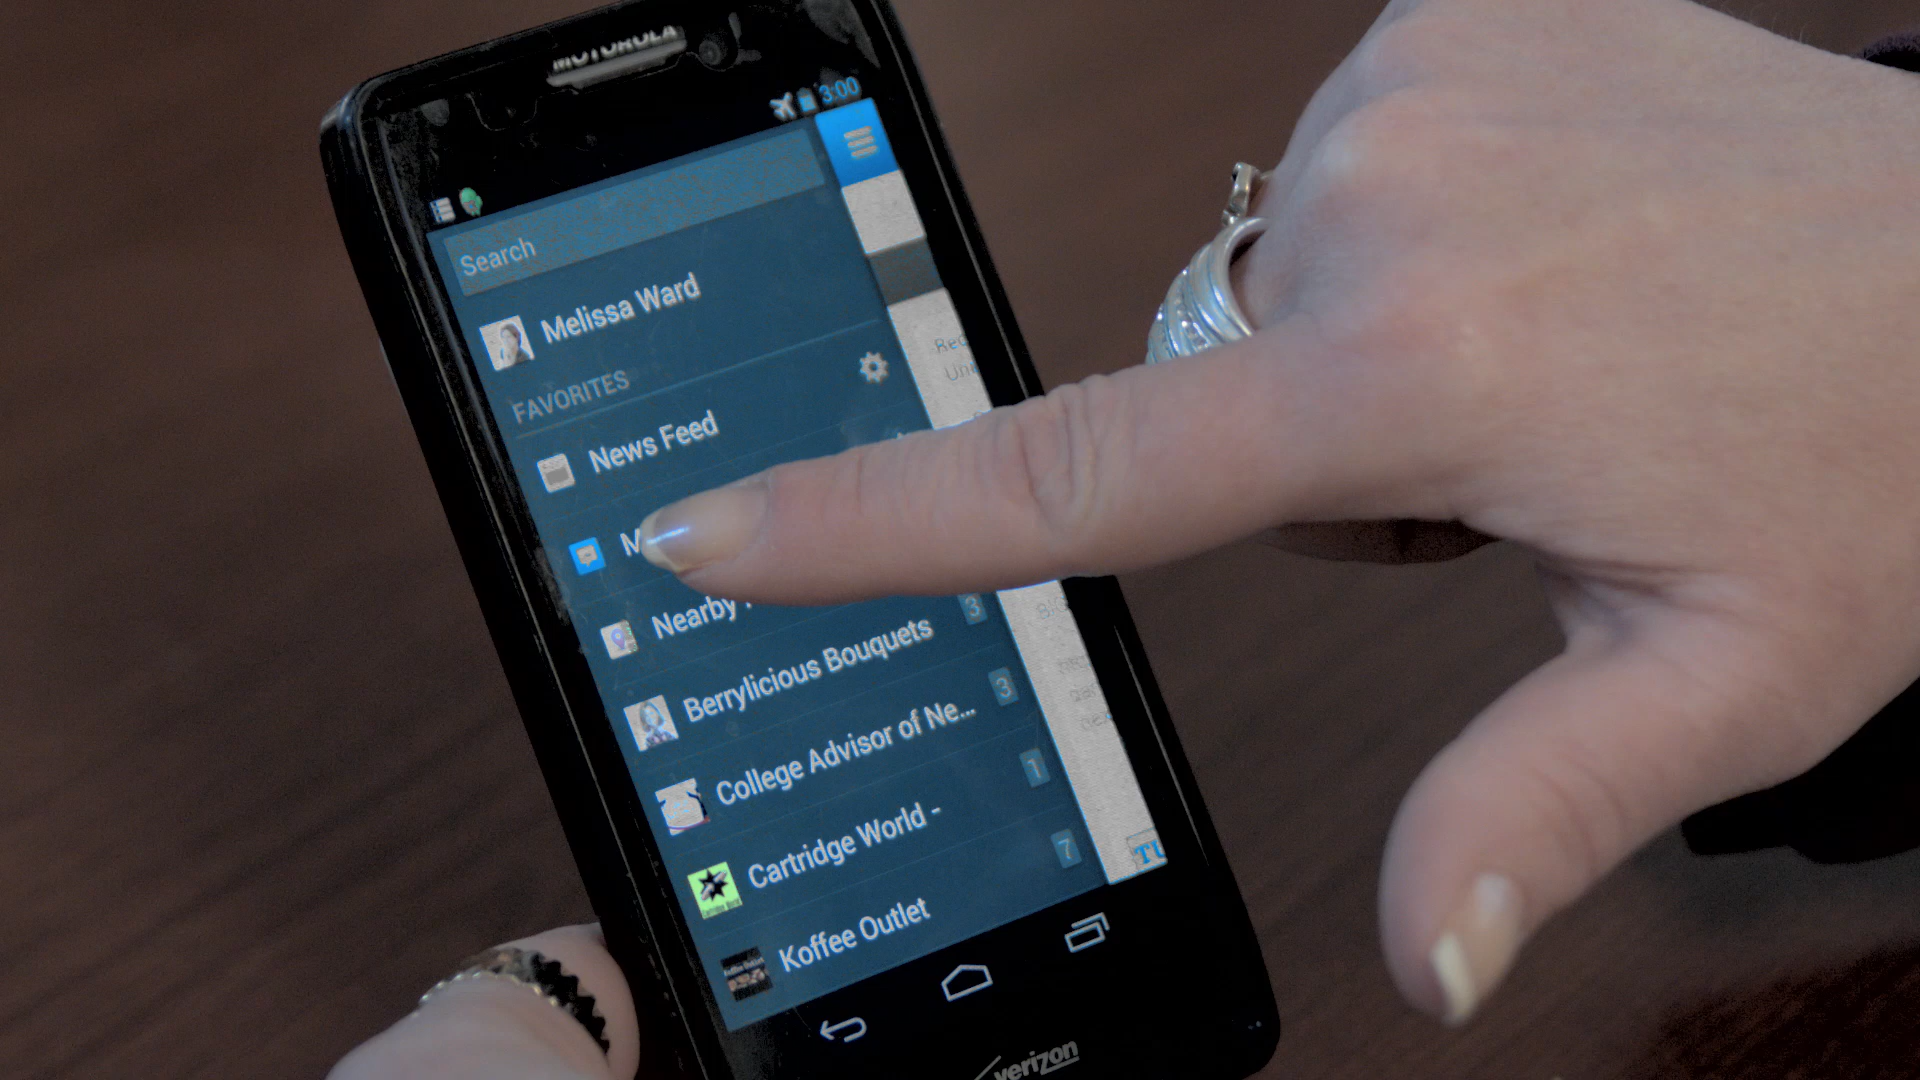 MOTOROLA
3:00
Search
Melissa Ward
FAVORITES
News Feed
M
Nearby
Berrylicious Bouquets 3
College Advisor of Ne... 3
Cartridge World - 1
Koffee Outlet 7
TU
verizon